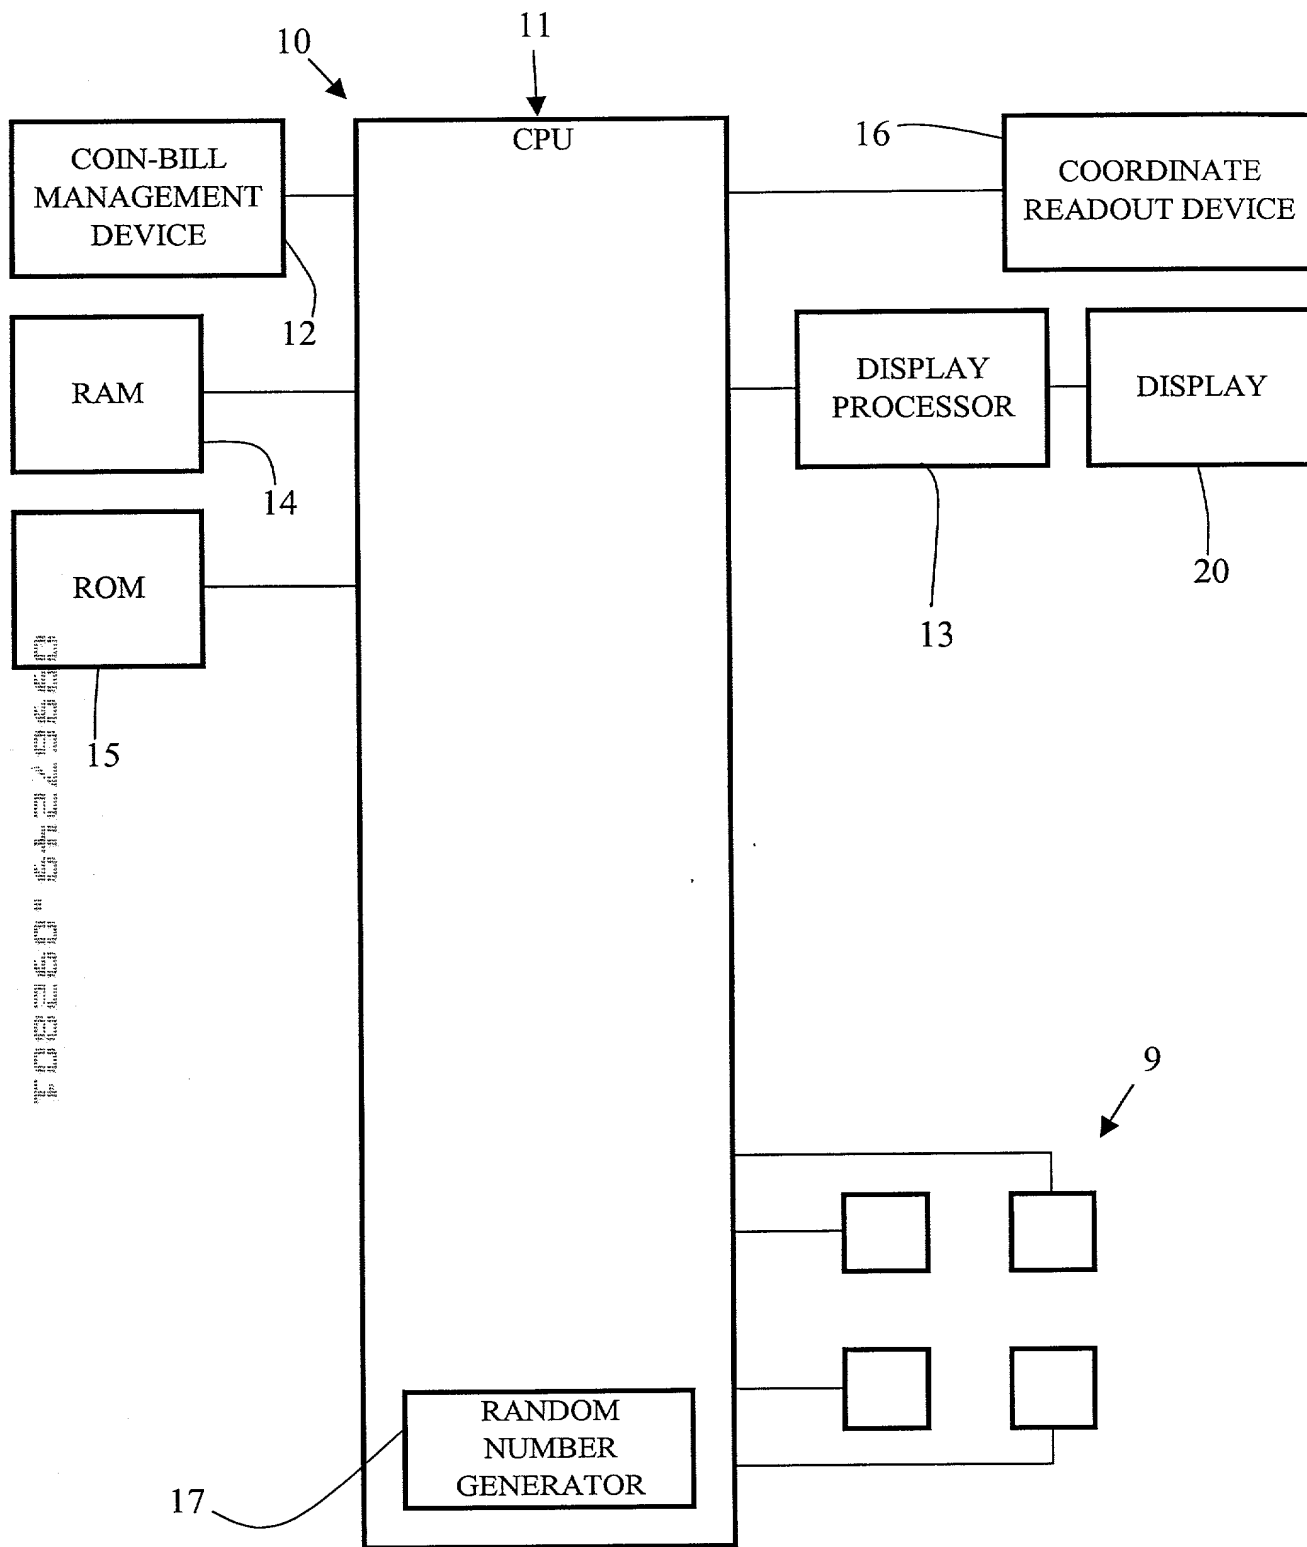 11
10
CPU
16
COIN-BILL
MANAGEMENT
DEVICE
COORDINATE
READOUT DEVICE
12
RAM
DISPLAY
PROCESSOR
DISPLAY
14
ROM
20
13
15
9
RANDOM
NUMBER
GENERATOR
17